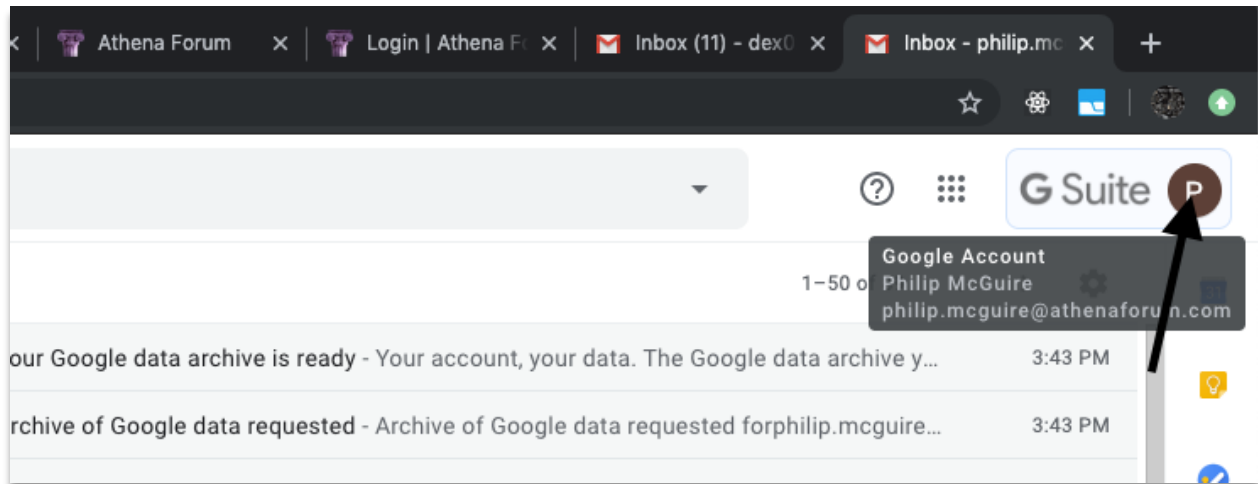 Athena Forum
Login | Athena Fo
Inbox (11) - dex0
Inbox - philip.mc
G Suite P
Google Account
1–50 of Philip McGuire
philip.mcguire@athenaforum.com
our Google data archive is ready - Your account, your data. The Google data archive y… 3:43 PM
rchive of Google data requested - Archive of Google data requested forphilip.mcguire… 3:43 PM